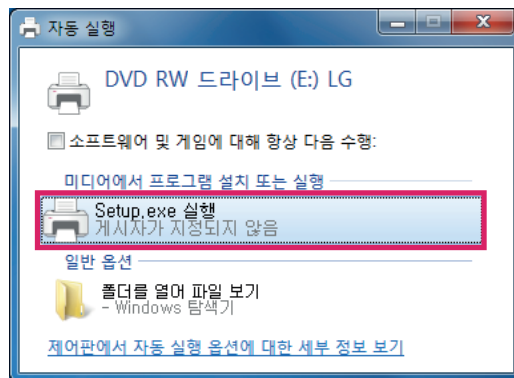 자동 실행
DVD RW 드라이브 (E:) LG
소프트웨어 및 게임에 대해 항상 다음 수행:
미디어에서 프로그램 설치 또는 실행
Setup.exe 실행
게시자가 지정되지 않음
일반 옵션
폴더를 열어 파일 보기
- Windows 탐색기
제어판에서 자동 실행 옵션에 대한 세부 정보 보기